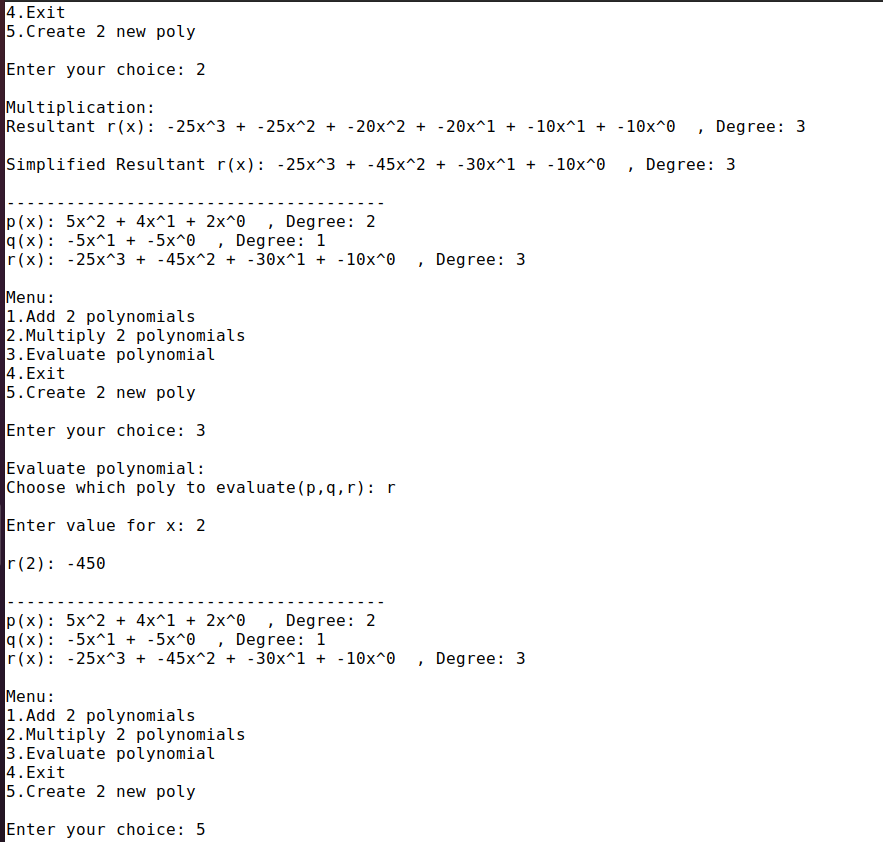 4.Exit
5.Create 2 new poly
Enter your choice: 2
Multiplication:
Resultant r(x): -25x^3 + -25x^2 + -20x^2 + -20x^1 + -10x^1 + -10x^0  , Degree: 3
Simplified Resultant r(x): -25x^3 + -45x^2 + -30x^1 + -10x^0  , Degree: 3
--------------------------------------
p(x): 5x^2 + 4x^1 + 2x^0  , Degree: 2
q(x): -5x^1 + -5x^0  , Degree: 1
r(x): -25x^3 + -45x^2 + -30x^1 + -10x^0  , Degree: 3
Menu:
1.Add 2 polynomials
2.Multiply 2 polynomials
3.Evaluate polynomial
4.Exit
5.Create 2 new poly
Enter your choice: 3
Evaluate polynomial:
Choose which poly to evaluate(p,q,r): r
Enter value for x: 2
r(2): -450
--------------------------------------
p(x): 5x^2 + 4x^1 + 2x^0  , Degree: 2
q(x): -5x^1 + -5x^0  , Degree: 1
r(x): -25x^3 + -45x^2 + -30x^1 + -10x^0  , Degree: 3
Menu:
1.Add 2 polynomials
2.Multiply 2 polynomials
3.Evaluate polynomial
4.Exit
5.Create 2 new poly
Enter your choice: 5